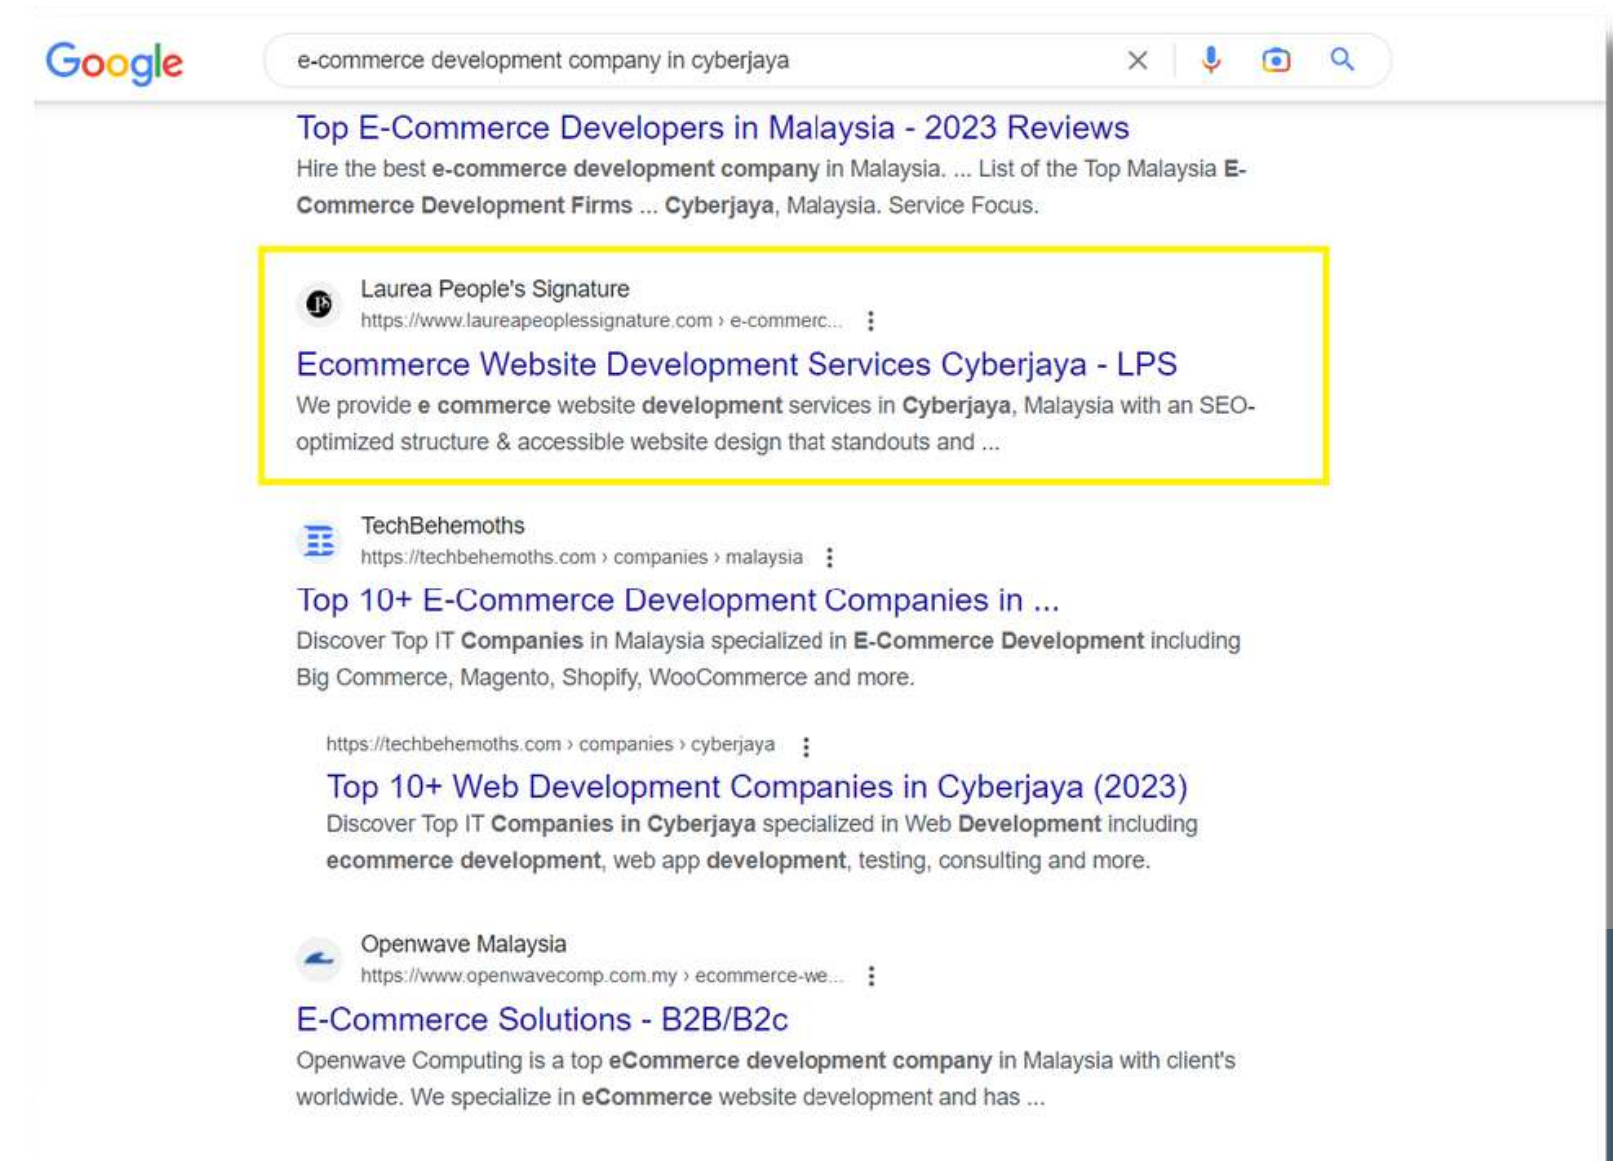 Google
e-commerce development company in cyberjaya
Top E-Commerce Developers in Malaysia - 2023 Reviews
Hire the best e-commerce development company in Malaysia. ... List of the Top Malaysia E-
Commerce Development Firms ... Cyberjaya, Malaysia. Service Focus.
Laurea People's Signature
https://www.laureapeoplessignature.com › e-commerc...
Ecommerce Website Development Services Cyberjaya - LPS
We provide e commerce website development services in Cyberjaya, Malaysia with an SEO-
optimized structure & accessible website design that standouts and ...
TechBehemoths
https://techbehemoths.com › companies › malaysia
Top 10+ E-Commerce Development Companies in ...
Discover Top IT Companies in Malaysia specialized in E-Commerce Development including
Big Commerce, Magento, Shopify, WooCommerce and more.
https://techbehemoths.com › companies › cyberjaya
Top 10+ Web Development Companies in Cyberjaya (2023)
Discover Top IT Companies in Cyberjaya specialized in Web Development including
ecommerce development, web app development, testing, consulting and more.
Openwave Malaysia
https://www.openwavecomp.com.my › ecommerce-we...
E-Commerce Solutions - B2B/B2c
Openwave Computing is a top eCommerce development company in Malaysia with client's
worldwide. We specialize in eCommerce website development and has ...